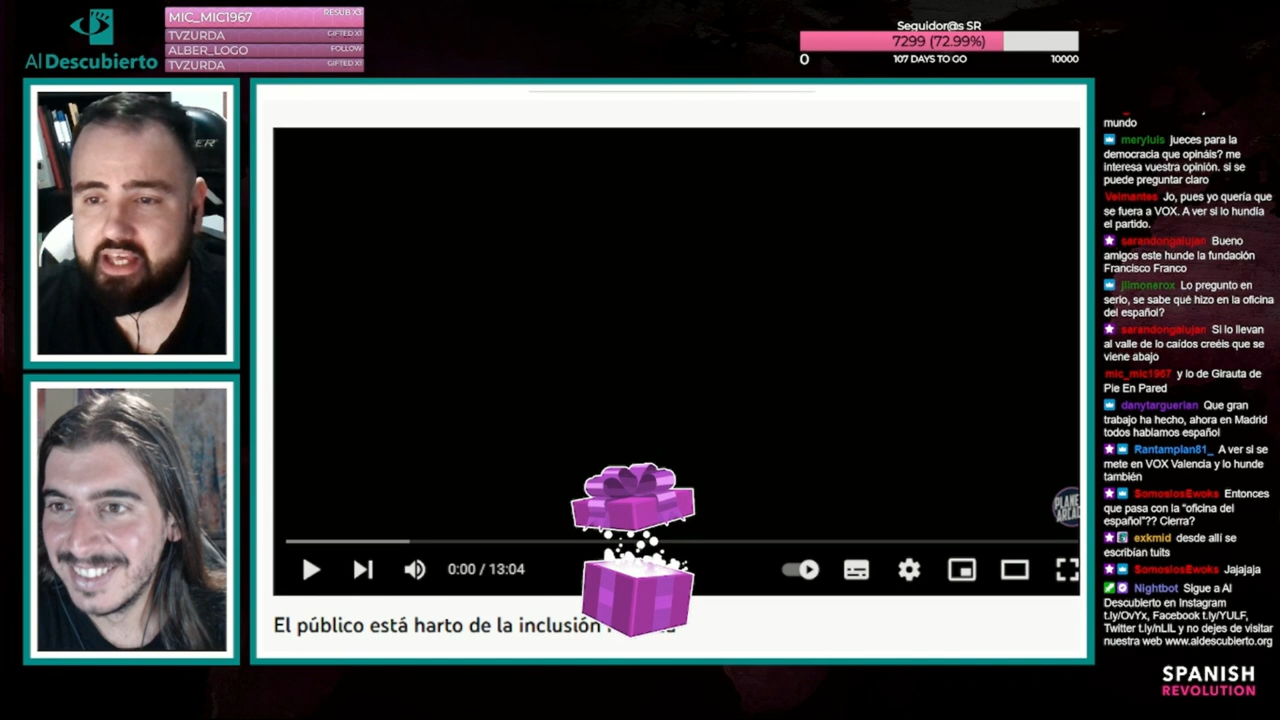 Al Descubierto
MIC_MIC1967 RESUB X3
TVZURDA GIFTED X1
ALBER_LOGO FOLLOW
TVZURDA GIFTED X1
Seguidor@s SR
7299 (72.99%)
0 107 DAYS TO GO 10000
mundo
meryluis jueces para la
democracia que opináis? me
interesa vuestra opinión. si se
puede preguntar claro
Velmantes Jo, pues yo quería que
se fuera a VOX. A ver si lo hundía
el partido.
sarandongalujan Bueno
amigos este hunde la fundación
Francisco Franco
jlimonerox Lo pregunto en
serio, se sabe qué hizo en la oficina
del español?
sarandongalujan Si lo llevan
al valle de lo caídos creéis que se
viene abajo
mic_mic1967 y lo de Girauta de
Pie En Pared
danytarguerian Que gran
trabajo ha hecho, ahora en Madrid
todos hablamos español
Rantamplan81_ A ver si se
mete en VOX Valencia y lo hunde
también
SomoslosEwoks Entonces
que pasa con la "oficina del
español"?? Cierra?
exkmid desde allí se
escribían tuits
SomoslosEwoks Jajajaja
Nightbot Sigue a Al
Descubierto en Instagram
t.ly/OvYx, Facebook t.ly/YULF,
Twitter t.ly/nLIL y no dejes de visitar
nuestra web www.aldescubierto.org
0:00 / 13:04
El público está harto de la inclusión
SPANISH
REVOLUTION